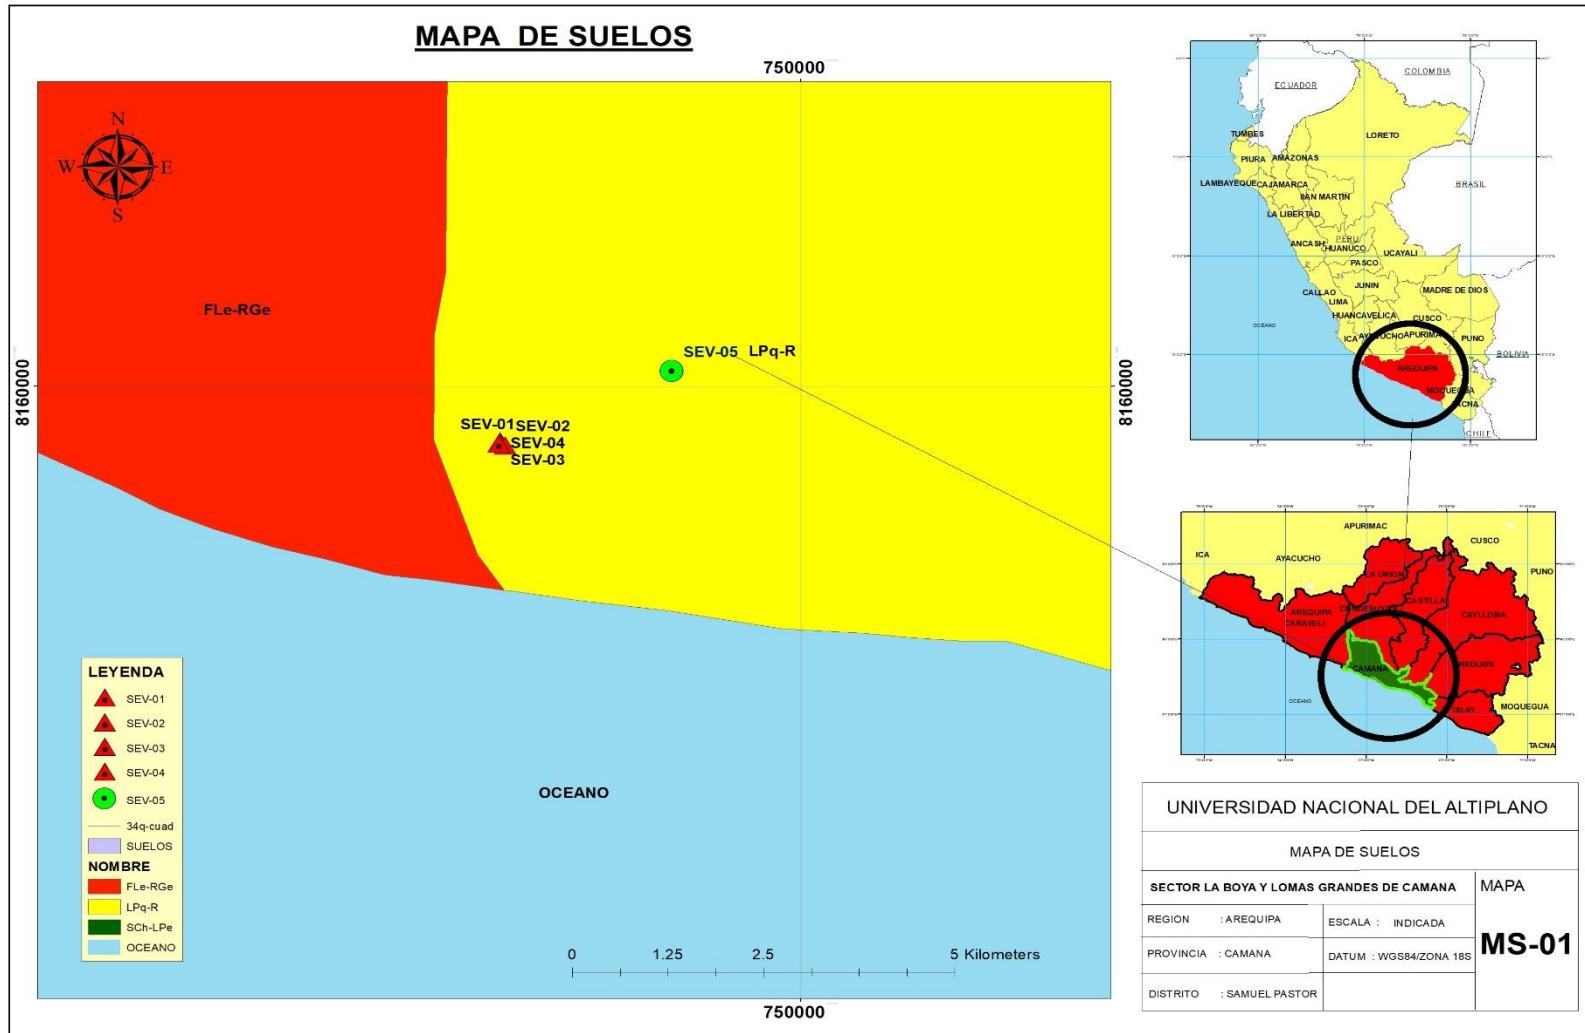 MAPA DE SUELOS
750000
N
W E
S
FLe-RGe
SEV-05 LPq-R
8160000
8160000
SEV-01 SEV-02
SEV-04
SEV-03
OCEANO
LEYENDA
SEV-01
SEV-02
SEV-03
SEV-04
SEV-05
34q-cuad
SUELOS
NOMBRE
FLe-RGe
LPq-R
SCh-LPe
OCEANO
0 1.25 2.5 5 Kilometers
750000
COLOMBIA
ECUADOR
TUMBES
LORETO
PIURA
AMAZONAS
LAMBAYEQUE
CAJAMARCA
BRASIL
SAN MARTIN
LA LIBERTAD
ANCASH
PERU
HUANUCO
UCAYALI
PASCO
JUNIN
CALLAO
MADRE DE DIOS
LIMA
HUANCAVELICA
CUSCO
OCEANO
ICA
APURIMAC
PUNO
BOLIVIA
AREQUIPA
MOQUEGUA
TACNA
CHILE
APURIMAC
CUSCO
ICA
AYACUCHO
PUNO
LA UNION
CASTILLA
AREQUIPA
CARAVELI
CAYLLOMA
CAMANA
AREQUIPA
OCEANO
ISLAY
MOQUEGUA
TACNA
UNIVERSIDAD NACIONAL DEL ALTIPLANO
MAPA DE SUELOS
SECTOR LA BOYA Y LOMAS GRANDES DE CAMANA
MAPA
MS-01
REGION : AREQUIPA
ESCALA : INDICADA
PROVINCIA : CAMANA
DATUM : WGS84/ZONA 18S
DISTRITO : SAMUEL PASTOR